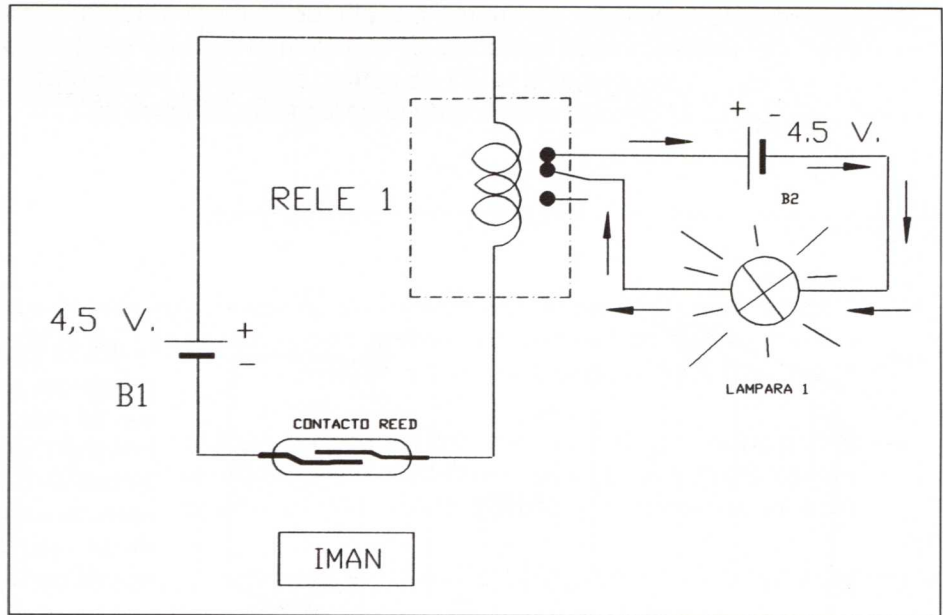 + -
4.5 V.
B2
RELE 1
4,5 V.
+
-
B1
LAMPARA 1
CONTACTO REED
IMAN